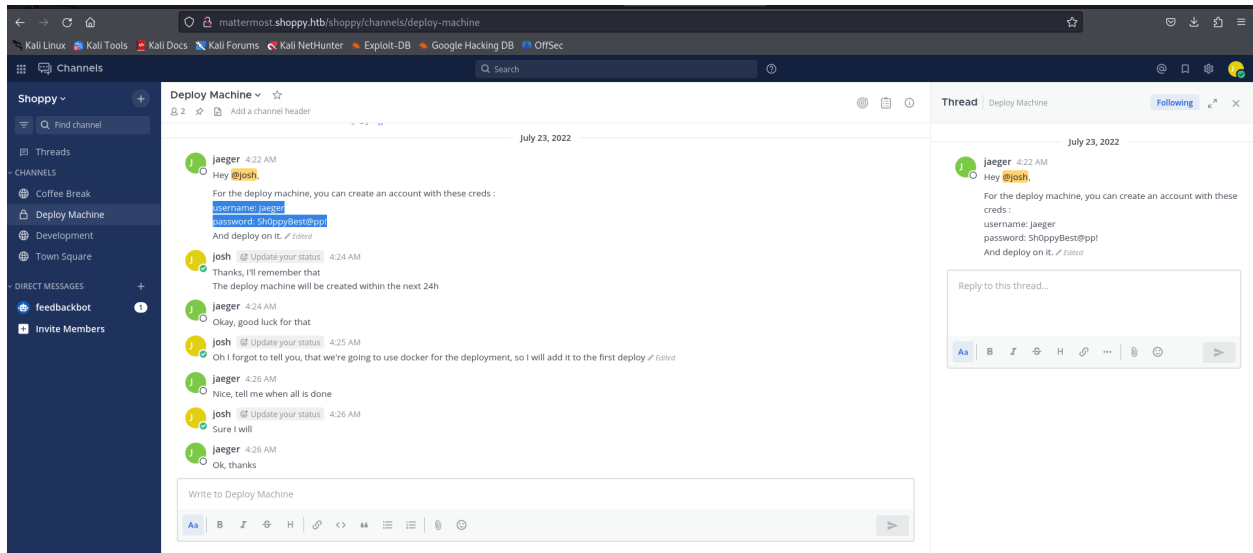 mattermost.shoppy.htb/shoppy/channels/deploy-machine
Kali Linux Kali Tools Kali Docs Kali Forums Kali NetHunter Exploit-DB Google Hacking DB OffSec
Channels
Search
Shoppy
Find channel
Threads
CHANNELS
Coffee Break
Deploy Machine
Development
Town Square
DIRECT MESSAGES
feedbackbot 1
Invite Members
Deploy Machine
2 Add a channel header
July 23, 2022
jaeger 4:22 AM
Hey @josh,
For the deploy machine, you can create an account with these creds :
username: jaeger
password: Sh0ppyBest@pp!
And deploy on it. Edited
josh Update your status 4:24 AM
Thanks, I'll remember that
The deploy machine will be created within the next 24h
jaeger 4:24 AM
Okay, good luck for that
josh Update your status 4:25 AM
Oh I forgot to tell you, that we're going to use docker for the deployment, so I will add it to the first deploy Edited
jaeger 4:26 AM
Nice, tell me when all is done
josh Update your status 4:26 AM
Sure I will
jaeger 4:26 AM
Ok, thanks
Write to Deploy Machine
Aa B I S H
Thread Deploy Machine Following
July 23, 2022
jaeger 4:22 AM
Hey @josh,
For the deploy machine, you can create an account with these
creds :
username: jaeger
password: Sh0ppyBest@pp!
And deploy on it. Edited
Reply to this thread...
Aa B I S H